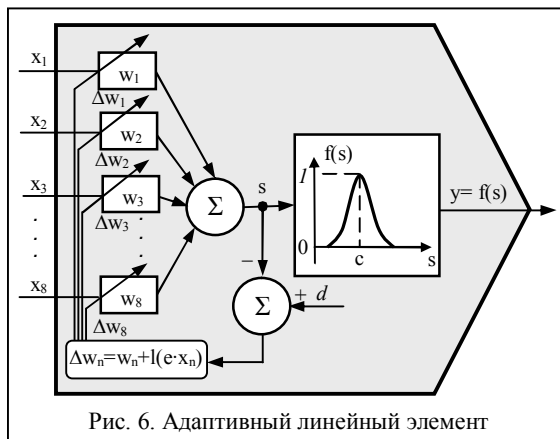 x₁
w₁
Δw₁
x₂
w₂
Δw₂
x₃
w₃
Δw₃
x₈
w₈
Δw₈
Σ
s
f(s)
1
0
c
s
y= f(s)
−
Σ
+ d
Δwₙ=wₙ+l(e·xₙ)
Рис. 6. Адаптивный линейный элемент